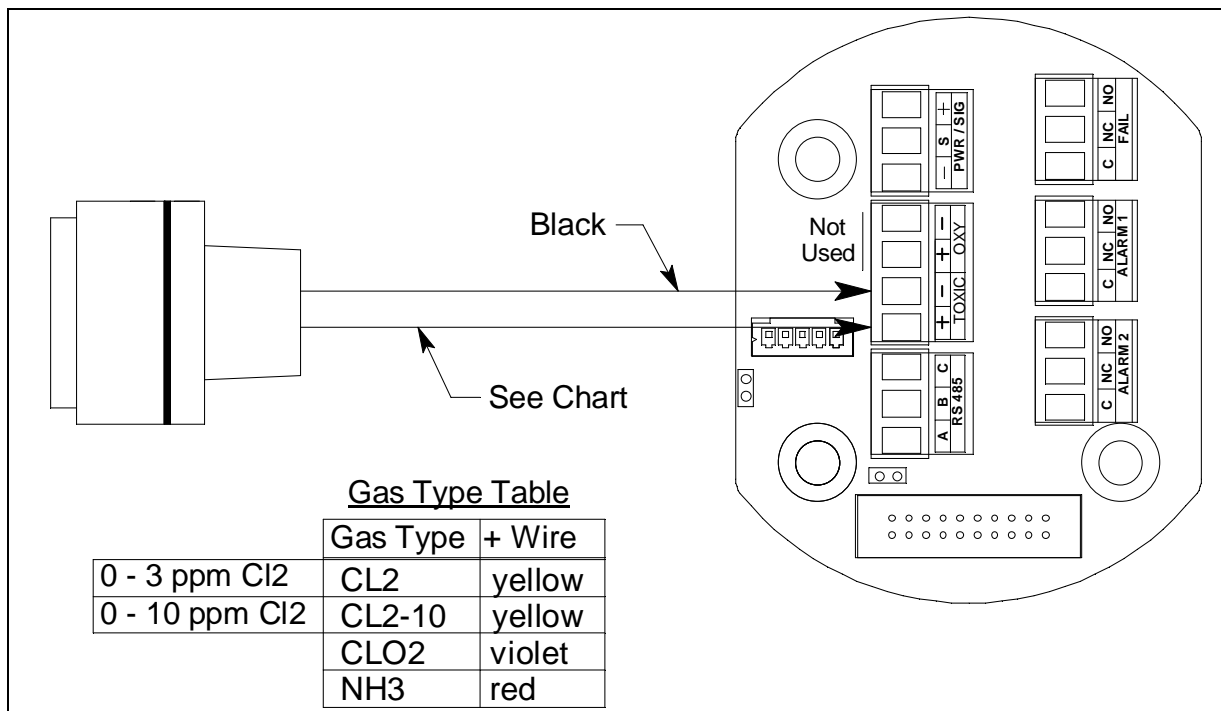 Black
See Chart
Not
Used
+
S
−
PWR / SIG
−
+
OXY
−
+
TOXIC
C
B
A
RS 485
NO
NC
C
FAIL
NO
NC
C
ALARM 1
NO
NC
C
ALARM 2
Gas Type Table
Gas Type + Wire
0 - 3 ppm Cl2 CL2 yellow
0 - 10 ppm Cl2 CL2-10 yellow
CLO2 violet
NH3 red